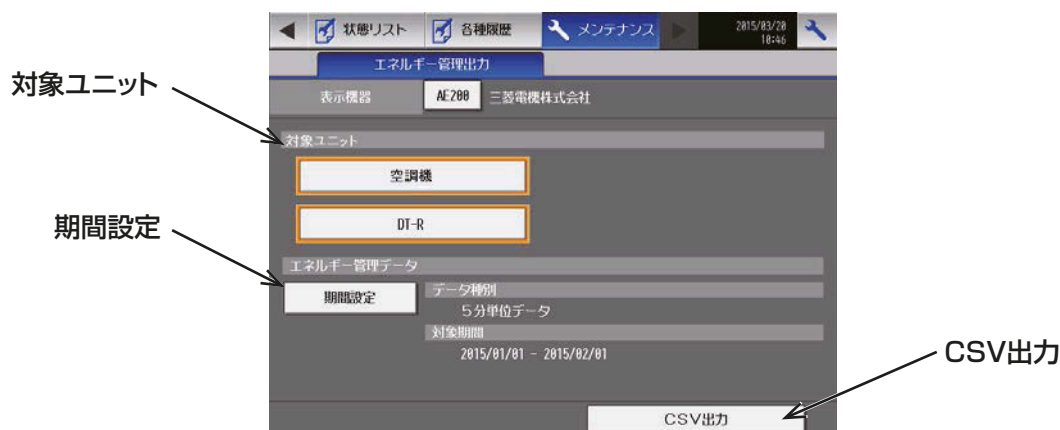 状態リスト 各種履歴 メンテナンス 2015/03/20
10:46
エネルギー管理出力
表示機器 AE200 三菱電機株式会社
対象ユニット
対象ユニット
空調機
DT-R
期間設定
エネルギー管理データ
期間設定
データ種別
5分単位データ
対象期間
2015/01/01 - 2015/02/01
CSV出力
CSV出力